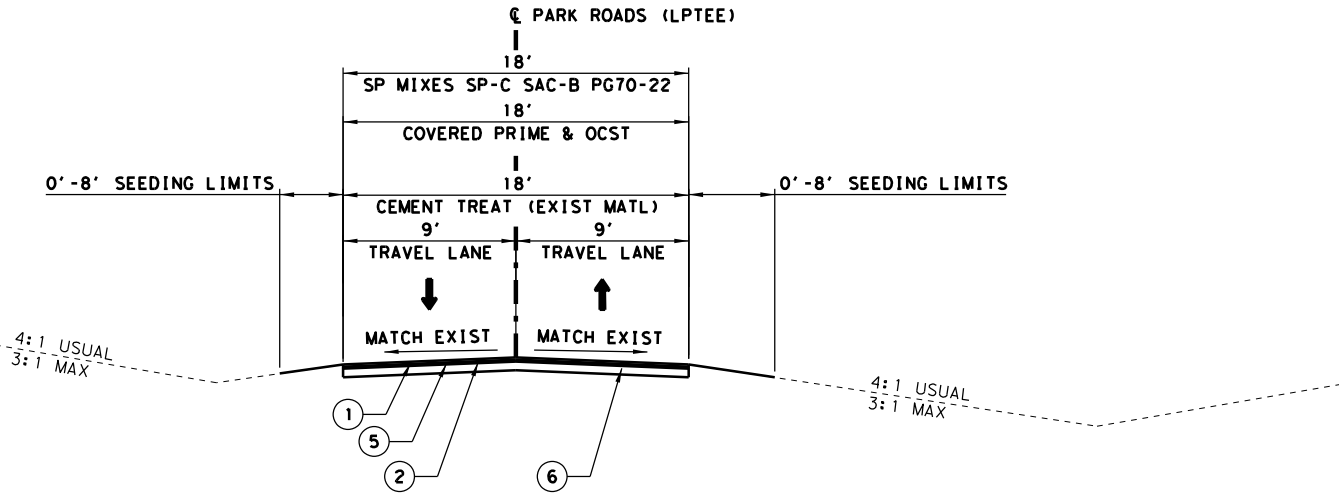 ℄ PARK ROADS (LPTEE)
18'
SP MIXES SP-C SAC-B PG70-22
18'
COVERED PRIME & OCST
0'-8' SEEDING LIMITS
18'
0'-8' SEEDING LIMITS
CEMENT TREAT (EXIST MATL)
9'
9'
TRAVEL LANE
TRAVEL LANE
MATCH EXIST
MATCH EXIST
4:1 USUAL
3:1 MAX
4:1 USUAL
3:1 MAX
1
5
2
6